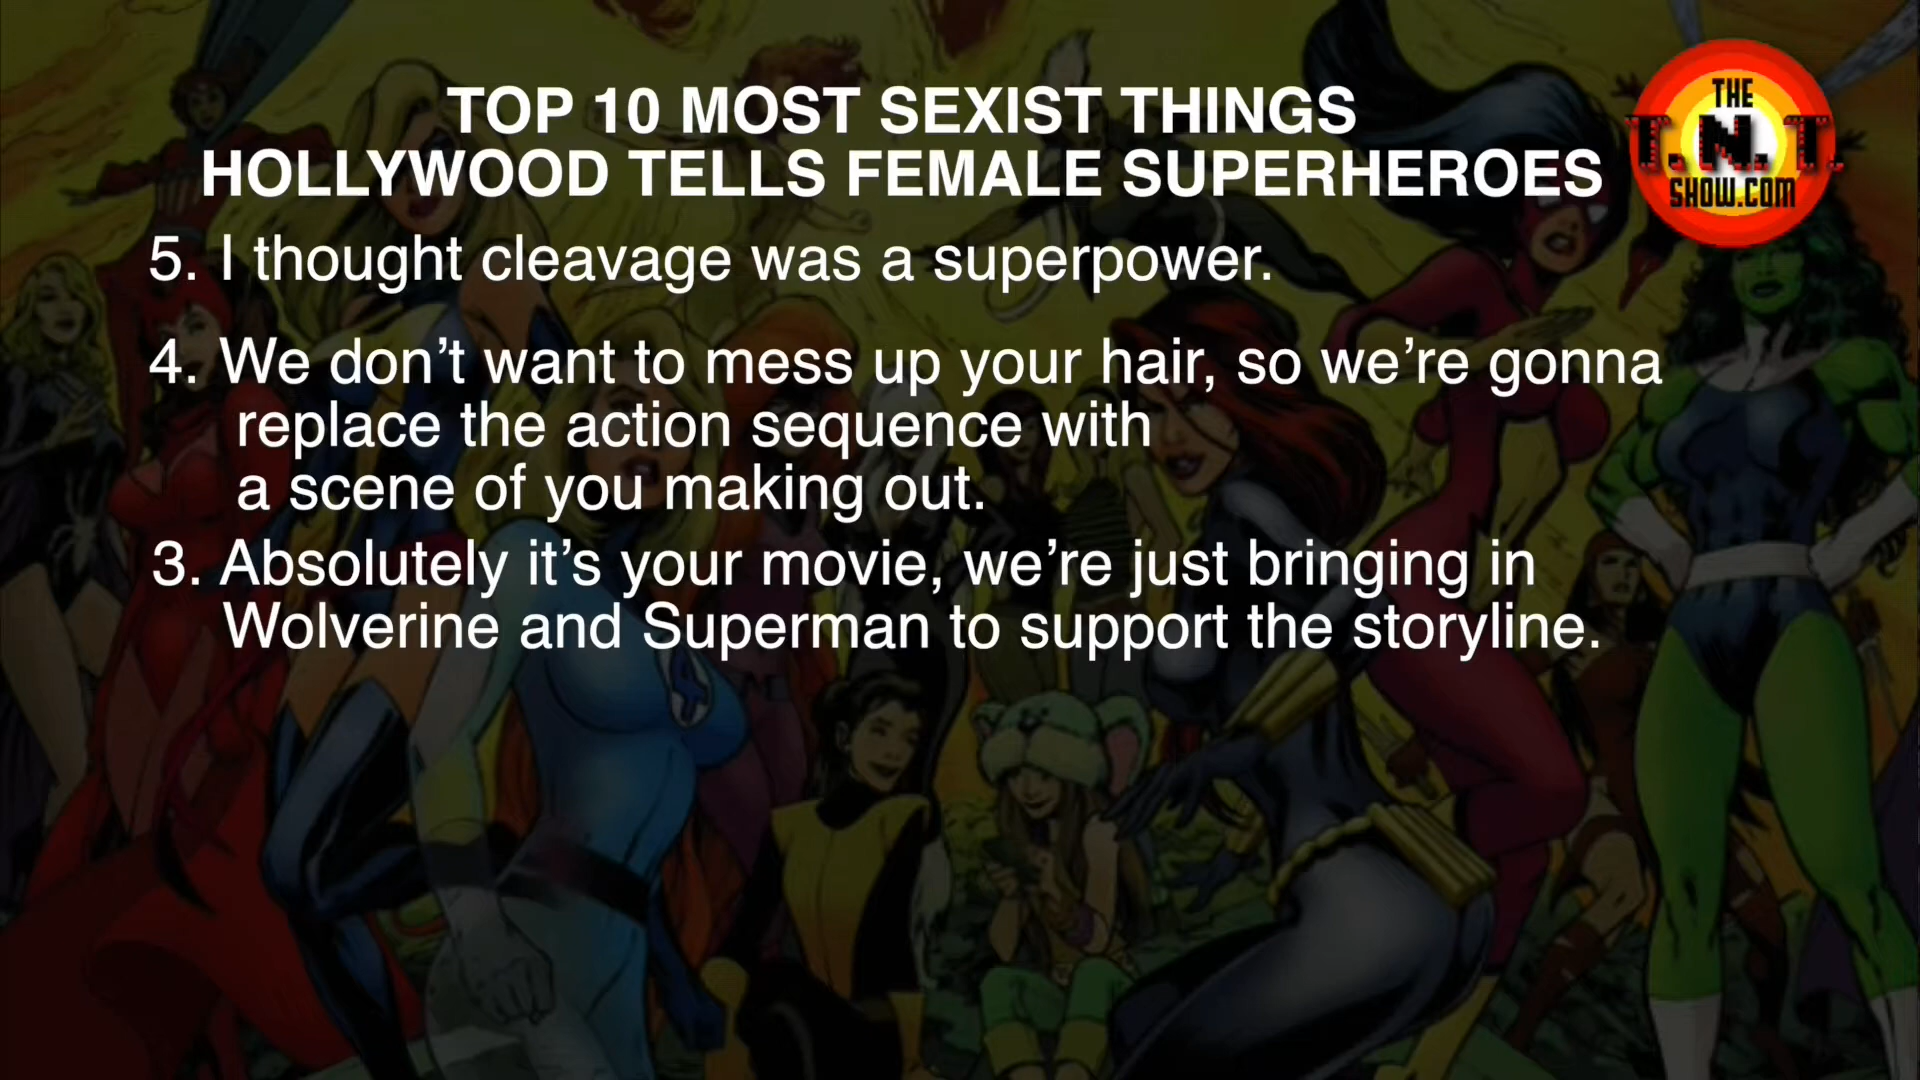 TOP 10 MOST SEXIST THINGS
HOLLYWOOD TELLS FEMALE SUPERHEROES
THE
T.N.T.
SHOW.COM
5. I thought cleavage was a superpower.
4. We don’t want to mess up your hair, so we’re gonna
replace the action sequence with
a scene of you making out.
3. Absolutely it’s your movie, we’re just bringing in
Wolverine and Superman to support the storyline.
4